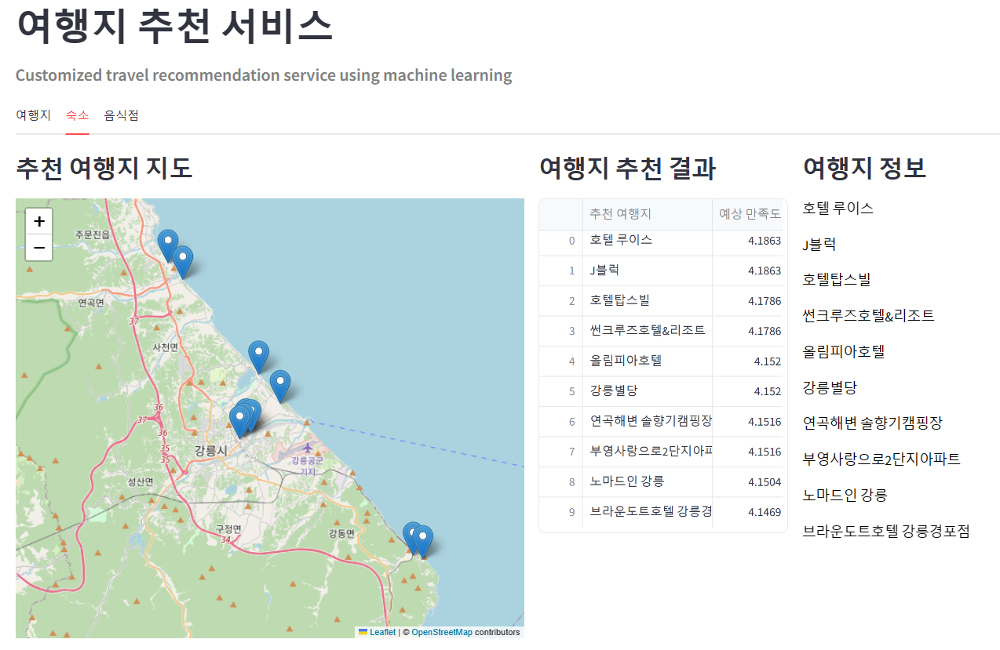 여행지 추천 서비스
Customized travel recommendation service using machine learning
여행지 숙소 음식점
추천 여행지 지도
+
−
주문진읍
연곡면
37
사천면
36
37
36
35
35
강릉시
강릉공군
기지
성산면
구정면
34
강동면
Leaflet | © OpenStreetMap contributors
여행지 추천 결과
추천 여행지 예상 만족도
0 호텔 루이스 4.1863
1 J블럭 4.1863
2 호텔탑스빌 4.1786
3 썬크루즈호텔&리조트 4.1786
4 올림피아호텔 4.152
5 강릉별당 4.152
6 연곡해변 솔향기캠핑장 4.1516
7 부영사랑으로2단지아파 4.1516
8 노마드인 강릉 4.1504
9 브라운도트호텔 강릉경 4.1469
여행지 정보
호텔 루이스
J블럭
호텔탑스빌
썬크루즈호텔&리조트
올림피아호텔
강릉별당
연곡해변 솔향기캠핑장
부영사랑으로2단지아파트
노마드인 강릉
브라운도트호텔 강릉경포점